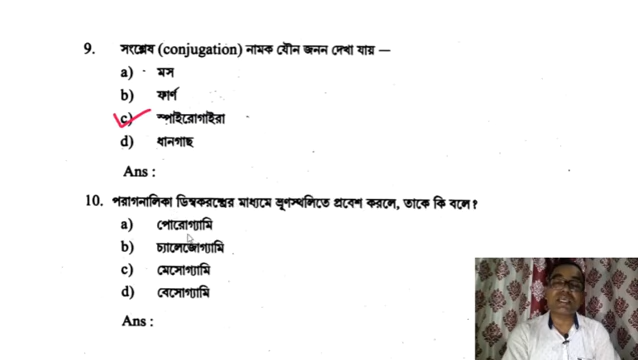 9. সংশ্লেষ (conjugation) নামক যৌন জনন দেখা যায় —
a) মস
b) ফার্ণ
c) স্পাইরোগাইরা
d) ধানগাছ
Ans :
10. পরাগনালিকা ডিম্বকরন্ধ্রের মাধ্যমে ভ্রূণস্থলিতে প্রবেশ করলে, তাকে কি বলে?
a) পোরোগ্যামি
b) চ্যালেজোগ্যামি
c) মেসোগ্যামি
d) বেসোগ্যামি
Ans :